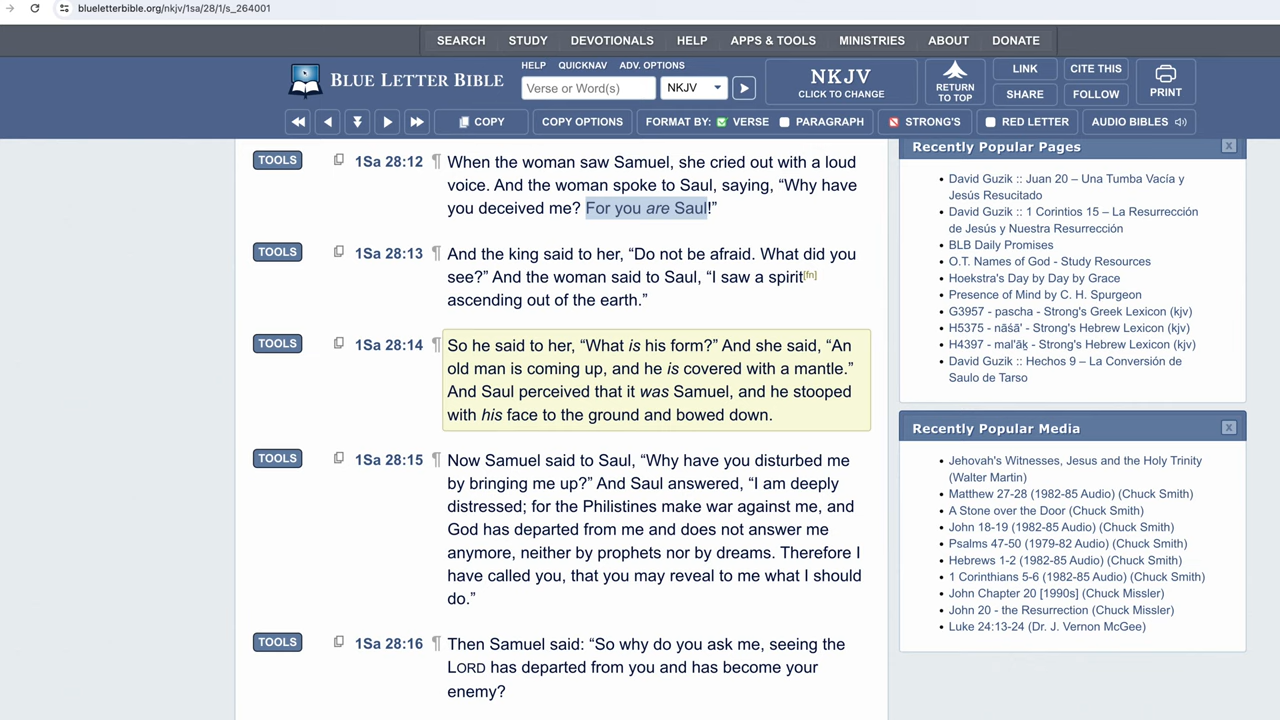 blueletterbible.org/nkjv/1sa/28/1/s_264001
SEARCH STUDY DEVOTIONALS HELP APPS & TOOLS MINISTRIES ABOUT DONATE
BLUE LETTER BIBLE
HELP QUICKNAV ADV. OPTIONS
Verse or Word(s)
NKJV
NKJV
CLICK TO CHANGE
RETURN
TO TOP
LINK
CITE THIS
SHARE
FOLLOW
PRINT
COPY COPY OPTIONS FORMAT BY: VERSE PARAGRAPH STRONG'S RED LETTER AUDIO BIBLES
TOOLS 1Sa 28:12 ¶ When the woman saw Samuel, she cried out with a loud
voice. And the woman spoke to Saul, saying, “Why have
you deceived me? For you are Saul!”
TOOLS 1Sa 28:13 ¶ And the king said to her, “Do not be afraid. What did you
see?” And the woman said to Saul, “I saw a spirit[fn]
ascending out of the earth.”
TOOLS 1Sa 28:14 ¶ So he said to her, “What is his form?” And she said, “An
old man is coming up, and he is covered with a mantle.”
And Saul perceived that it was Samuel, and he stooped
with his face to the ground and bowed down.
TOOLS 1Sa 28:15 ¶ Now Samuel said to Saul, “Why have you disturbed me
by bringing me up?” And Saul answered, “I am deeply
distressed; for the Philistines make war against me, and
God has departed from me and does not answer me
anymore, neither by prophets nor by dreams. Therefore I
have called you, that you may reveal to me what I should
do.”
TOOLS 1Sa 28:16 ¶ Then Samuel said: “So why do you ask me, seeing the
LORD has departed from you and has become your
enemy?
Recently Popular Pages
x
• David Guzik :: Juan 20 – Una Tumba Vacía y
Jesús Resucitado
• David Guzik :: 1 Corintios 15 – La Resurrección
de Jesús y Nuestra Resurrección
• BLB Daily Promises
• O.T. Names of God - Study Resources
• Hoekstra's Day by Day by Grace
• Presence of Mind by C. H. Spurgeon
• G3957 - pascha - Strong's Greek Lexicon (kjv)
• H5375 - nāśā' - Strong's Hebrew Lexicon (kjv)
• H4397 - mal'āḵ - Strong's Hebrew Lexicon (kjv)
• David Guzik :: Hechos 9 – La Conversión de
Saulo de Tarso
Recently Popular Media
x
• Jehovah's Witnesses, Jesus and the Holy Trinity
(Walter Martin)
• Matthew 27-28 (1982-85 Audio) (Chuck Smith)
• A Stone over the Door (Chuck Smith)
• John 18-19 (1982-85 Audio) (Chuck Smith)
• Psalms 47-50 (1979-82 Audio) (Chuck Smith)
• Hebrews 1-2 (1982-85 Audio) (Chuck Smith)
• 1 Corinthians 5-6 (1982-85 Audio) (Chuck Smith)
• John Chapter 20 [1990s] (Chuck Missler)
• John 20 - the Resurrection (Chuck Missler)
• Luke 24:13-24 (Dr. J. Vernon McGee)